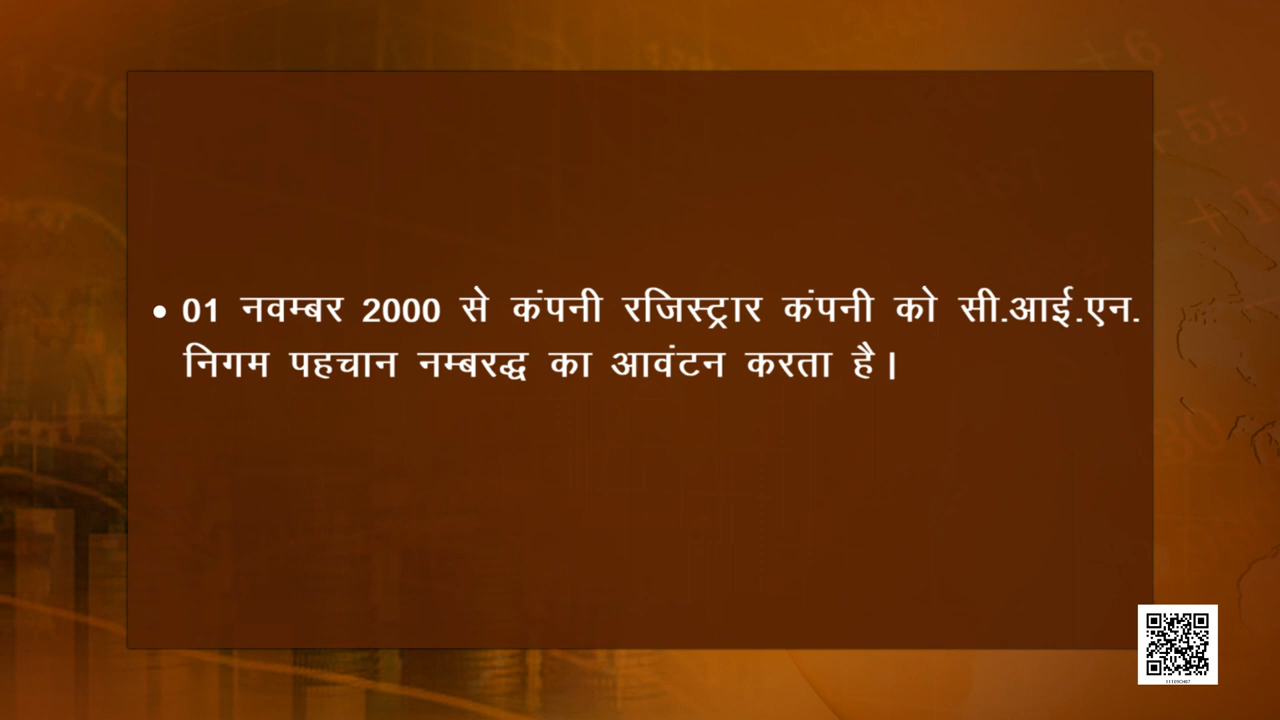 • 01 नवम्बर 2000 से कंपनी रजिस्ट्रार कंपनी को सी.आई.एन.
निगम पहचान नम्बरद्ध का आवंटन करता है।